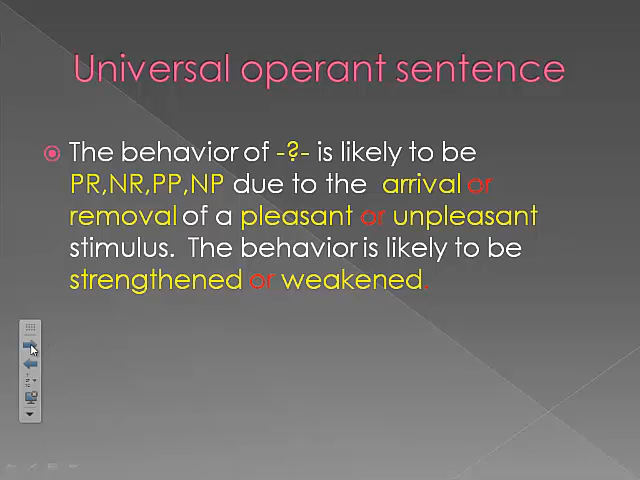 Universal operant sentence
The behavior of -?- is likely to be
PR,NR,PP,NP due to the arrival or
removal of a pleasant or unpleasant
stimulus. The behavior is likely to be
strengthened or weakened.